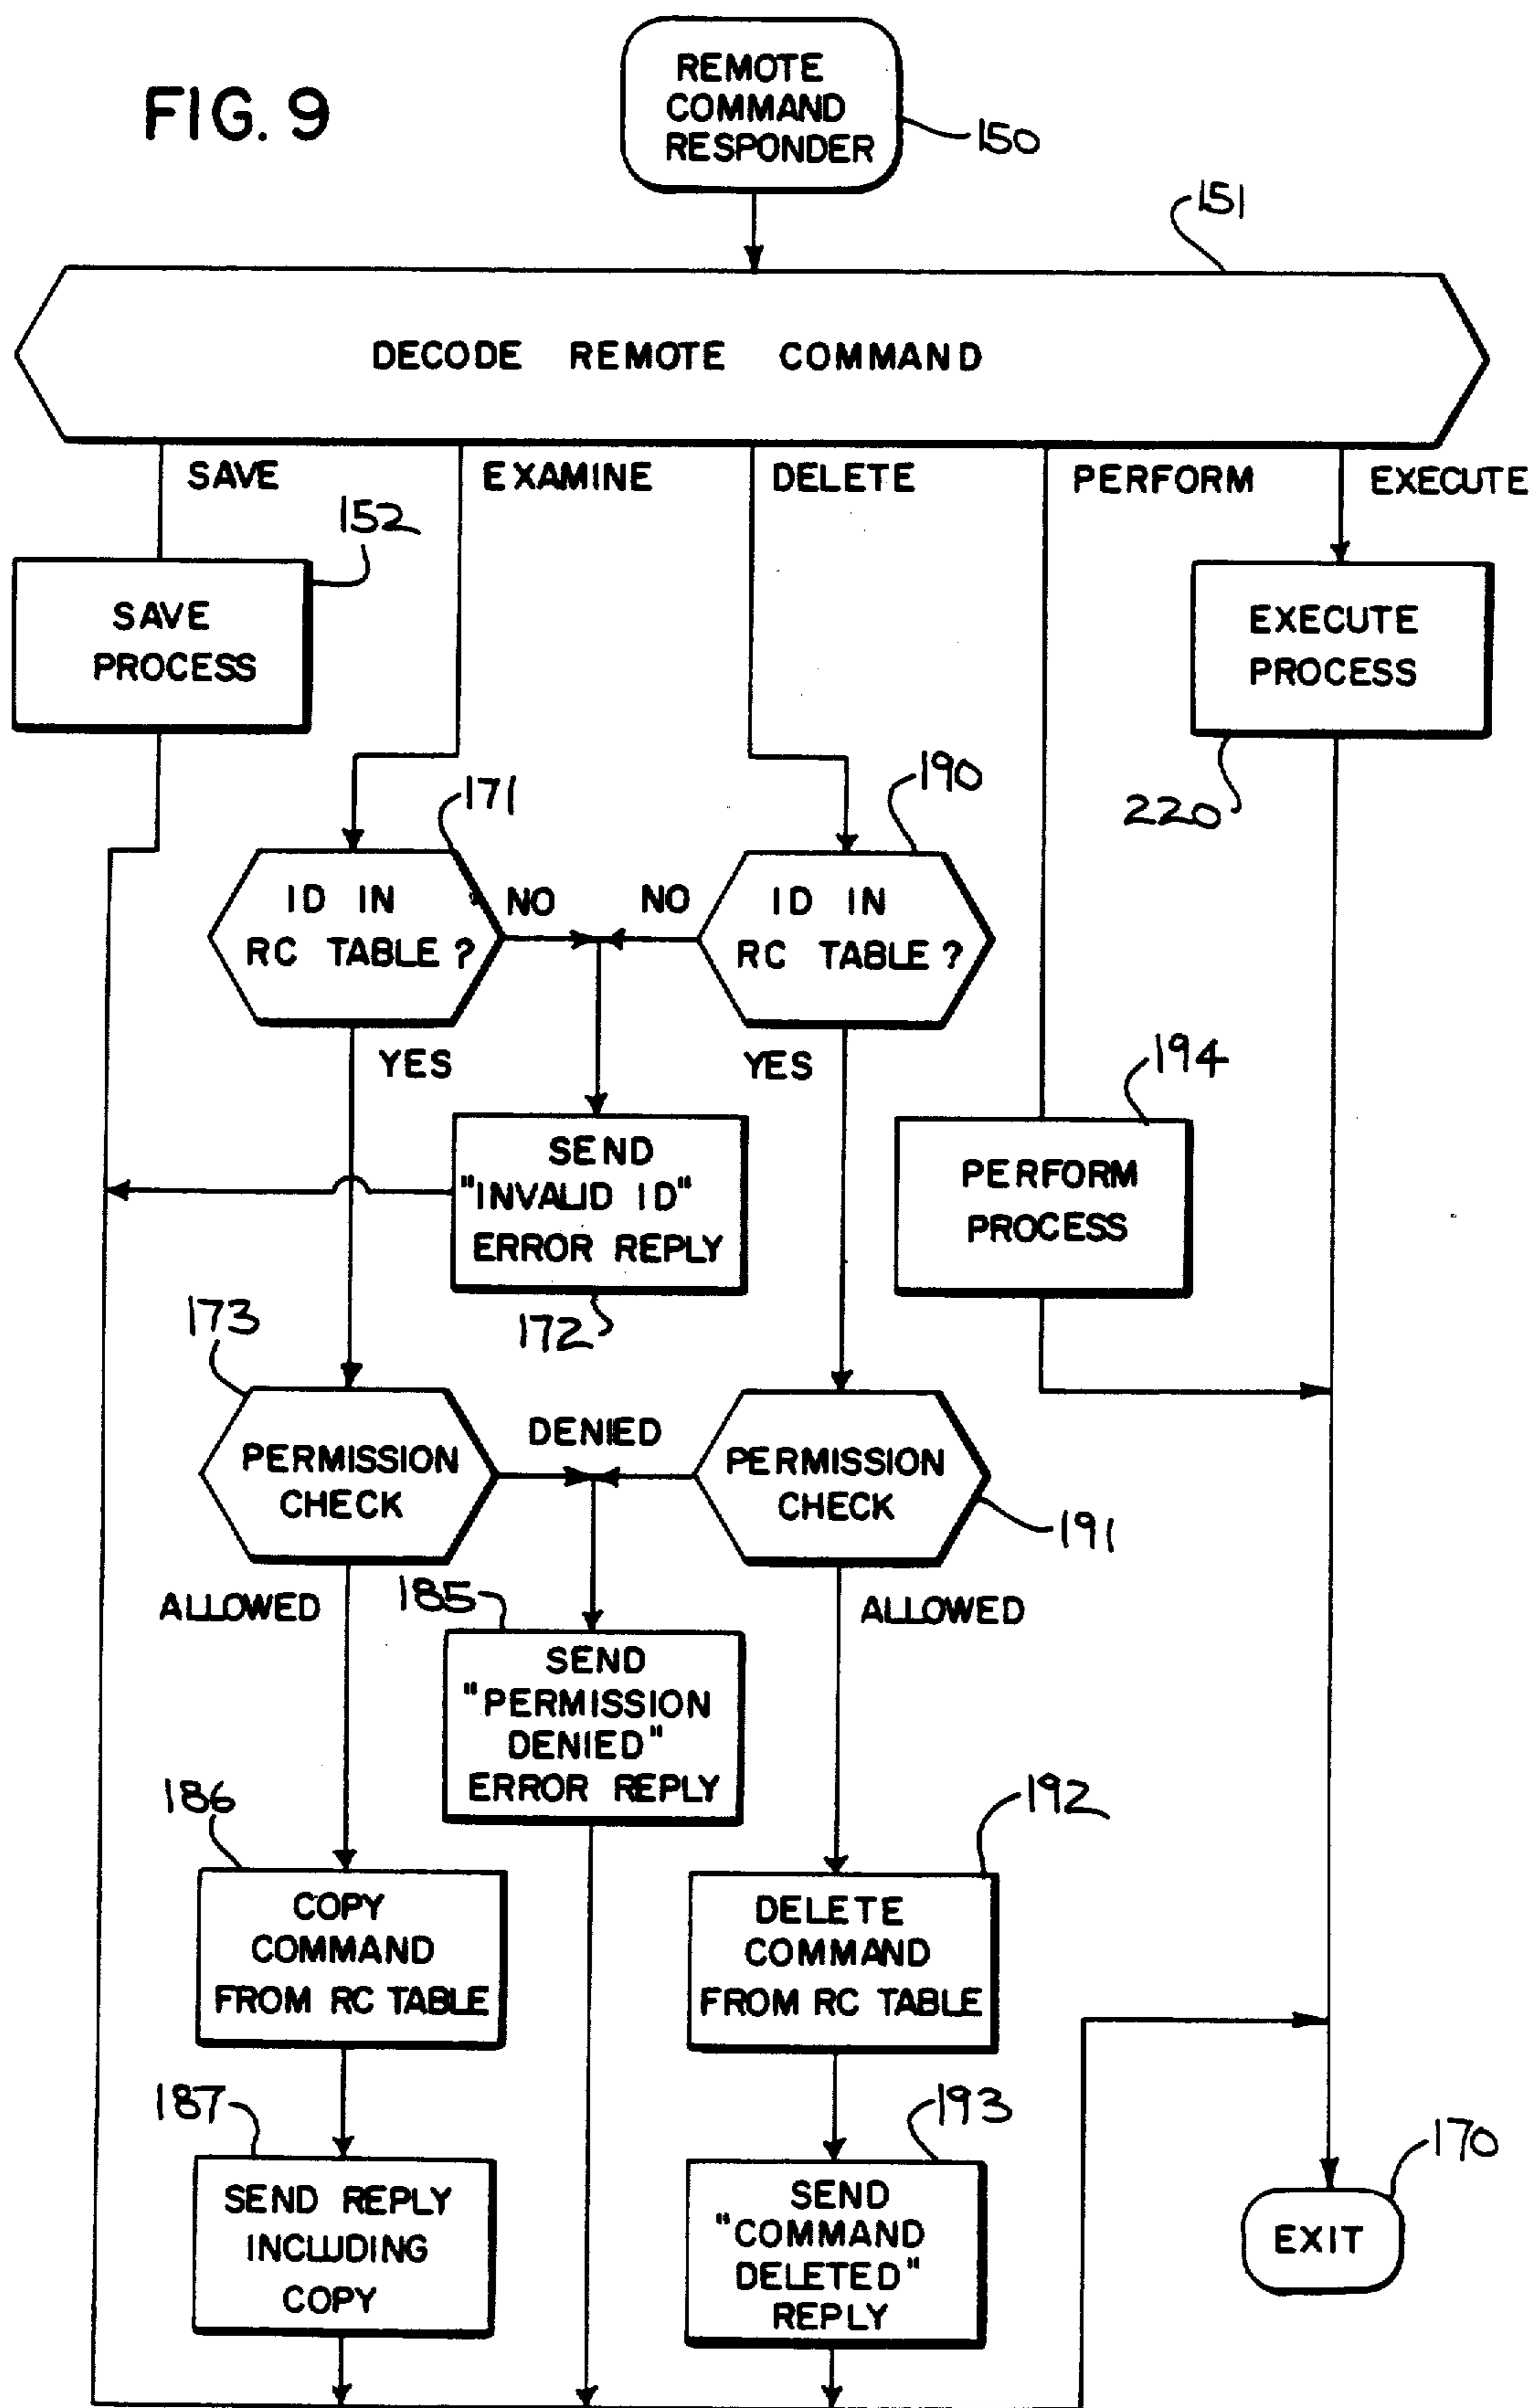 FIG. 9
REMOTE
COMMAND
RESPONDER
150
151
DECODE REMOTE COMMAND
SAVE
EXAMINE
DELETE
PERFORM
EXECUTE
152
SAVE
PROCESS
EXECUTE
PROCESS
220
171
190
ID IN
RC TABLE?
NO
NO
ID IN
RC TABLE?
YES
YES
194
SEND
"INVALID ID"
ERROR REPLY
172
PERFORM
PROCESS
173
PERMISSION
CHECK
DENIED
PERMISSION
CHECK
191
ALLOWED
185
ALLOWED
SEND
"PERMISSION
DENIED"
ERROR REPLY
186
192
COPY
COMMAND
FROM RC TABLE
DELETE
COMMAND
FROM RC TABLE
187
193
170
SEND REPLY
INCLUDING
COPY
SEND
"COMMAND
DELETED"
REPLY
EXIT